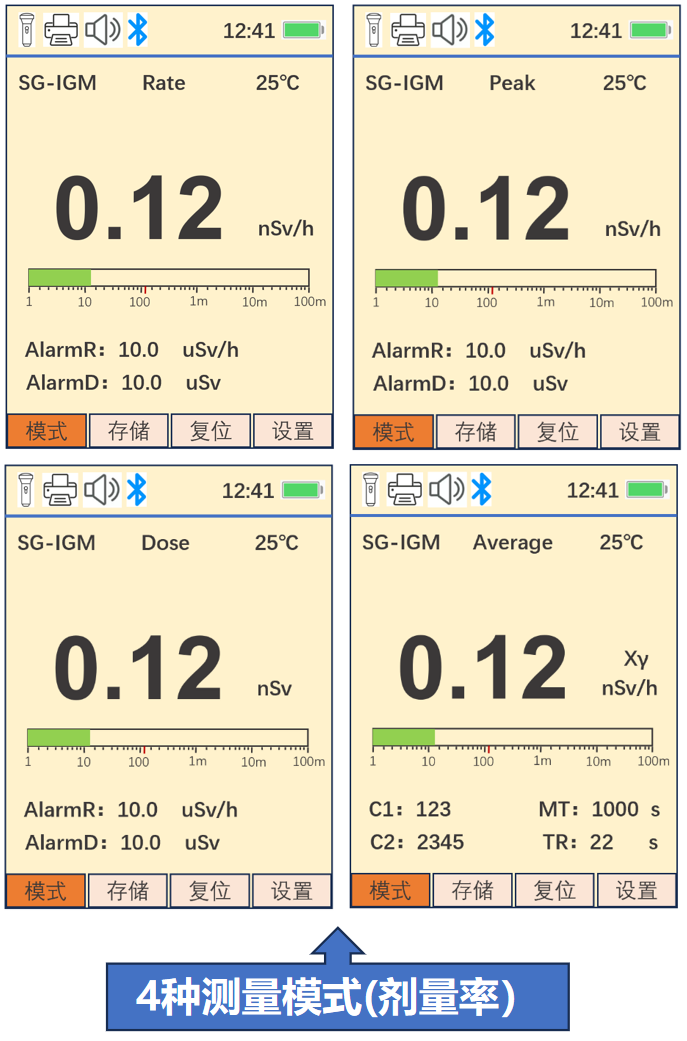 12:41
SG-IGM Rate 25℃
0.12 nSv/h
1 10 100 1m 10m 100m
AlarmR: 10.0 uSv/h
AlarmD: 10.0 uSv
模式 存储 复位 设置
12:41
SG-IGM Peak 25℃
0.12 nSv/h
1 10 100 1m 10m 100m
AlarmR: 10.0 uSv/h
AlarmD: 10.0 uSv
模式 存储 复位 设置
12:41
SG-IGM Dose 25℃
0.12 nSv
1 10 100 1m 10m 100m
AlarmR: 10.0 uSv/h
AlarmD: 10.0 uSv
模式 存储 复位 设置
12:41
SG-IGM Average 25℃
Xγ
0.12 nSv/h
1 10 100 1m 10m 100m
C1: 123 MT: 1000 s
C2: 2345 TR: 22 s
模式 存储 复位 设置
4种测量模式(剂量率)